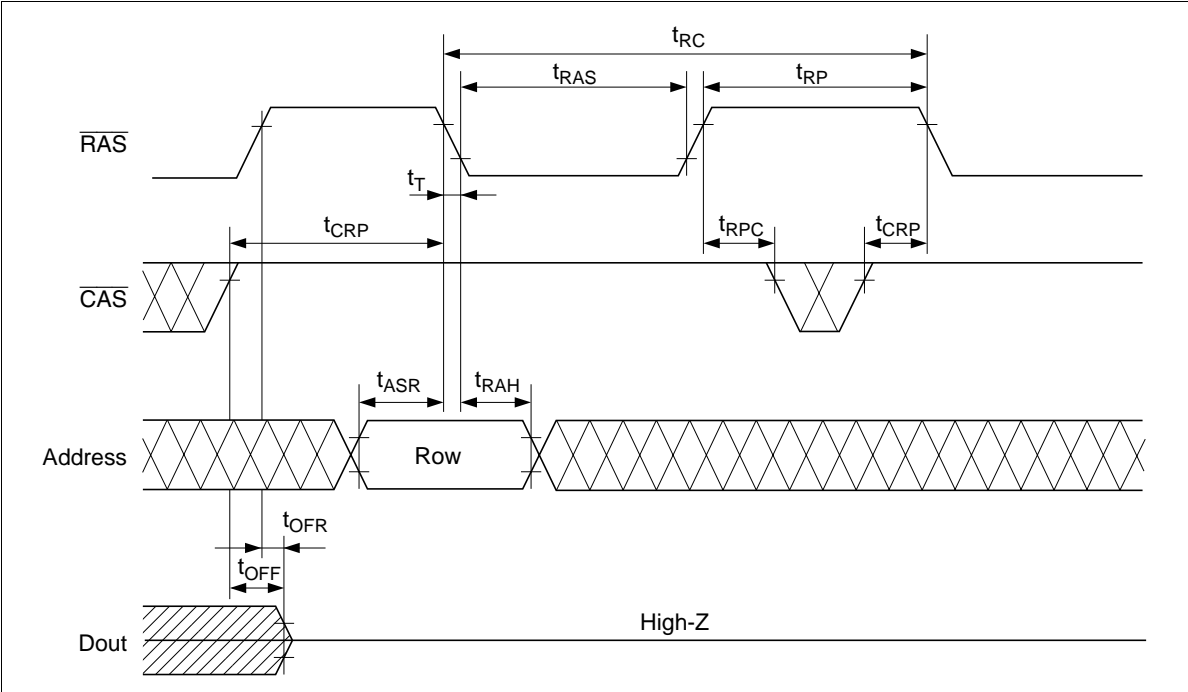 tRC
tRAS
tRP
RAS
tT
tCRP
tRPC
tCRP
CAS
tASR
tRAH
Address
Row
tOFR
tOFF
High-Z
Dout